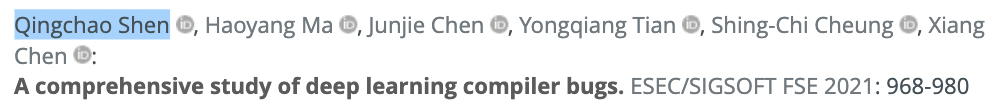 Qingchao Shen, Haoyang Ma, Junjie Chen, Yongqiang Tian, Shing-Chi Cheung, Xiang
Chen:
A comprehensive study of deep learning compiler bugs. ESEC/SIGSOFT FSE 2021: 968-980